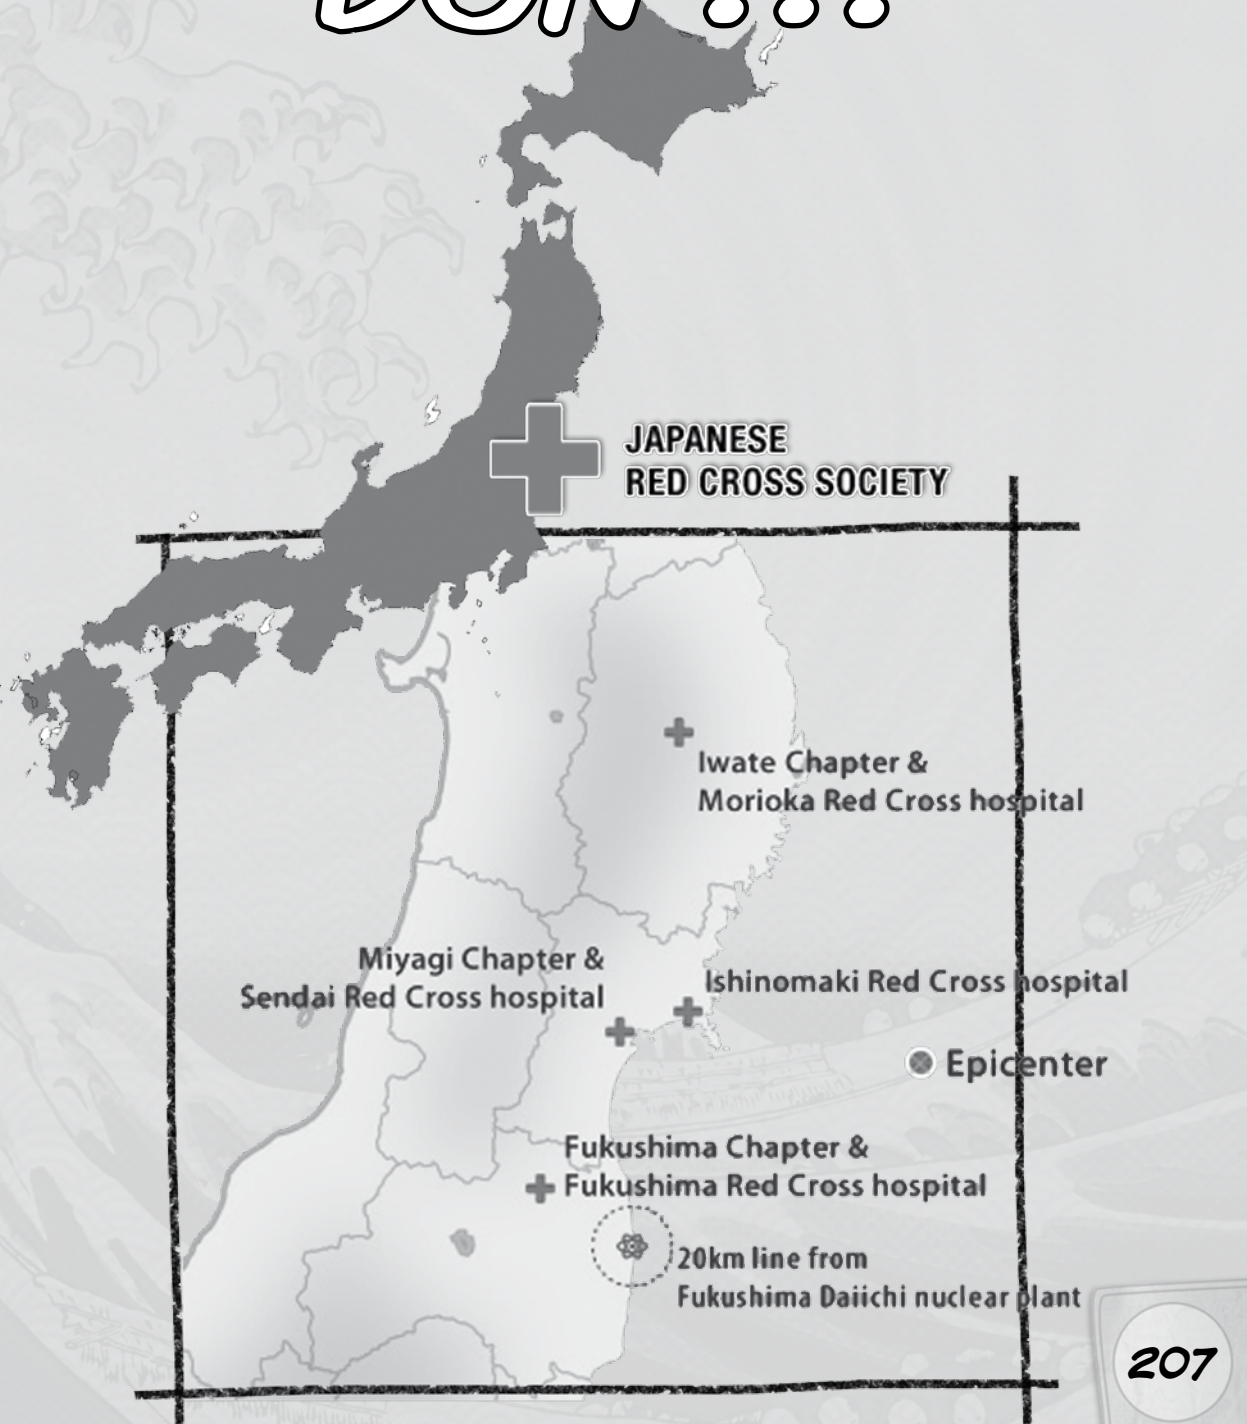 JAPANESE
RED CROSS SOCIETY
Iwate Chapter &
Morioka Red Cross hospital
Miyagi Chapter &
Sendai Red Cross hospital
Ishinomaki Red Cross hospital
Epicenter
Fukushima Chapter &
Fukushima Red Cross hospital
20km line from
Fukushima Daiichi nuclear plant
207